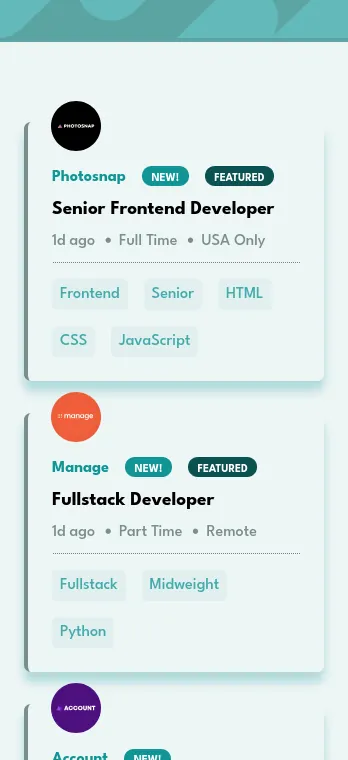 PHOTOSNAP
Photosnap NEW! FEATURED
Senior Frontend Developer
1d ago • Full Time • USA Only
Frontend Senior HTML
CSS JavaScript
manage
Manage NEW! FEATURED
Fullstack Developer
1d ago • Part Time • Remote
Fullstack Midweight
Python
ACCOUNT
Account NEW!